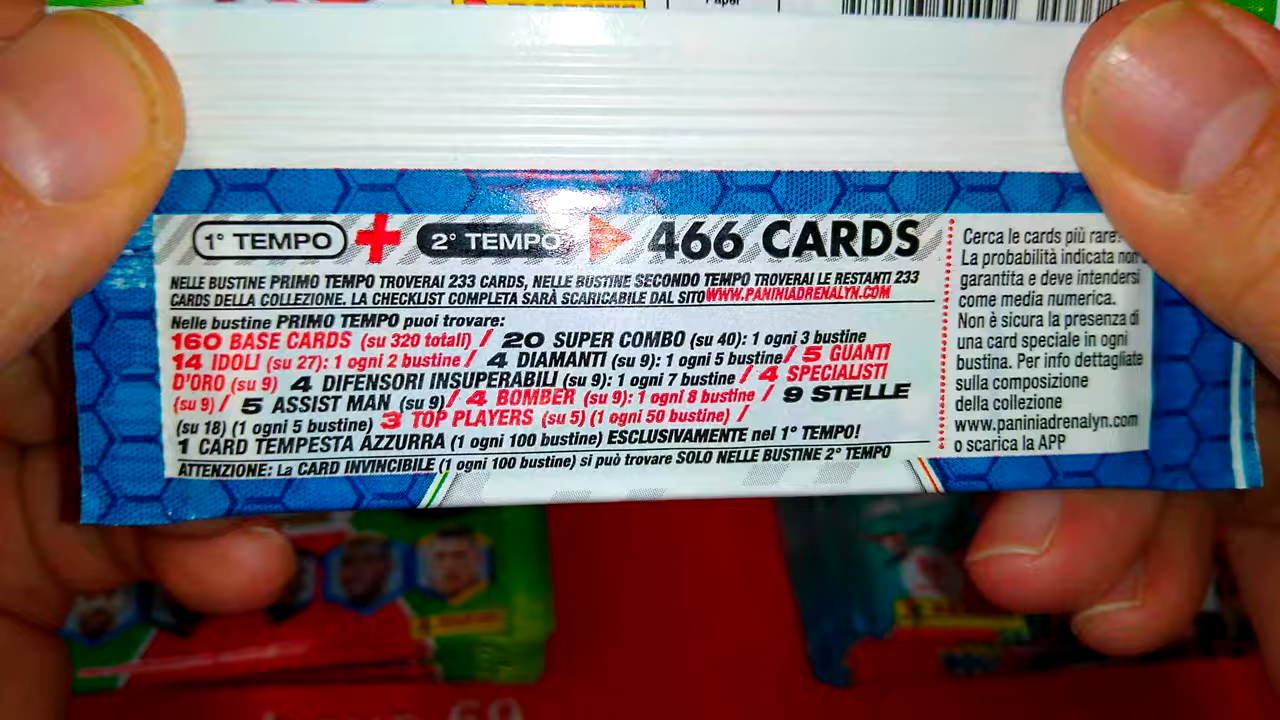 Paper
1° TEMPO + 2° TEMPO 466 CARDS
NELLE BUSTINE PRIMO TEMPO TROVERAI 233 CARDS, NELLE BUSTINE SECONDO TEMPO TROVERAI LE RESTANTI 233
CARDS DELLA COLLEZIONE. LA CHECKLIST COMPLETA SARÀ SCARICABILE DAL SITO WWW.PANINIADRENALYN.COM
Nelle bustine PRIMO TEMPO puoi trovare:
160 BASE CARDS (su 320 totali) / 20 SUPER COMBO (su 40): 1 ogni 3 bustine
14 IDOLI (su 27): 1 ogni 2 bustine / 4 DIAMANTI (su 9): 1 ogni 5 bustine / 5 GUANTI
D'ORO (su 9) 4 DIFENSORI INSUPERABILI (su 9): 1 ogni 7 bustine / 4 SPECIALISTI
(su 9) / 5 ASSIST MAN (su 9) / 4 BOMBER (su 9): 1 ogni 8 bustine / 9 STELLE
(su 18) (1 ogni 5 bustine) 3 TOP PLAYERS (su 5) (1 ogni 50 bustine) /
1 CARD TEMPESTA AZZURRA (1 ogni 100 bustine) ESCLUSIVAMENTE nel 1° TEMPO!
ATTENZIONE: La CARD INVINCIBILE (1 ogni 100 bustine) si può trovare SOLO NELLE BUSTINE 2° TEMPO
Cerca le cards più rare.
La probabilità indicata non
garantita e deve intendersi
come media numerica.
Non è sicura la presenza di
una card speciale in ogni
bustina. Per info dettagliate
sulla composizione
della collezione
www.paniniadrenalyn.com
o scarica la APP